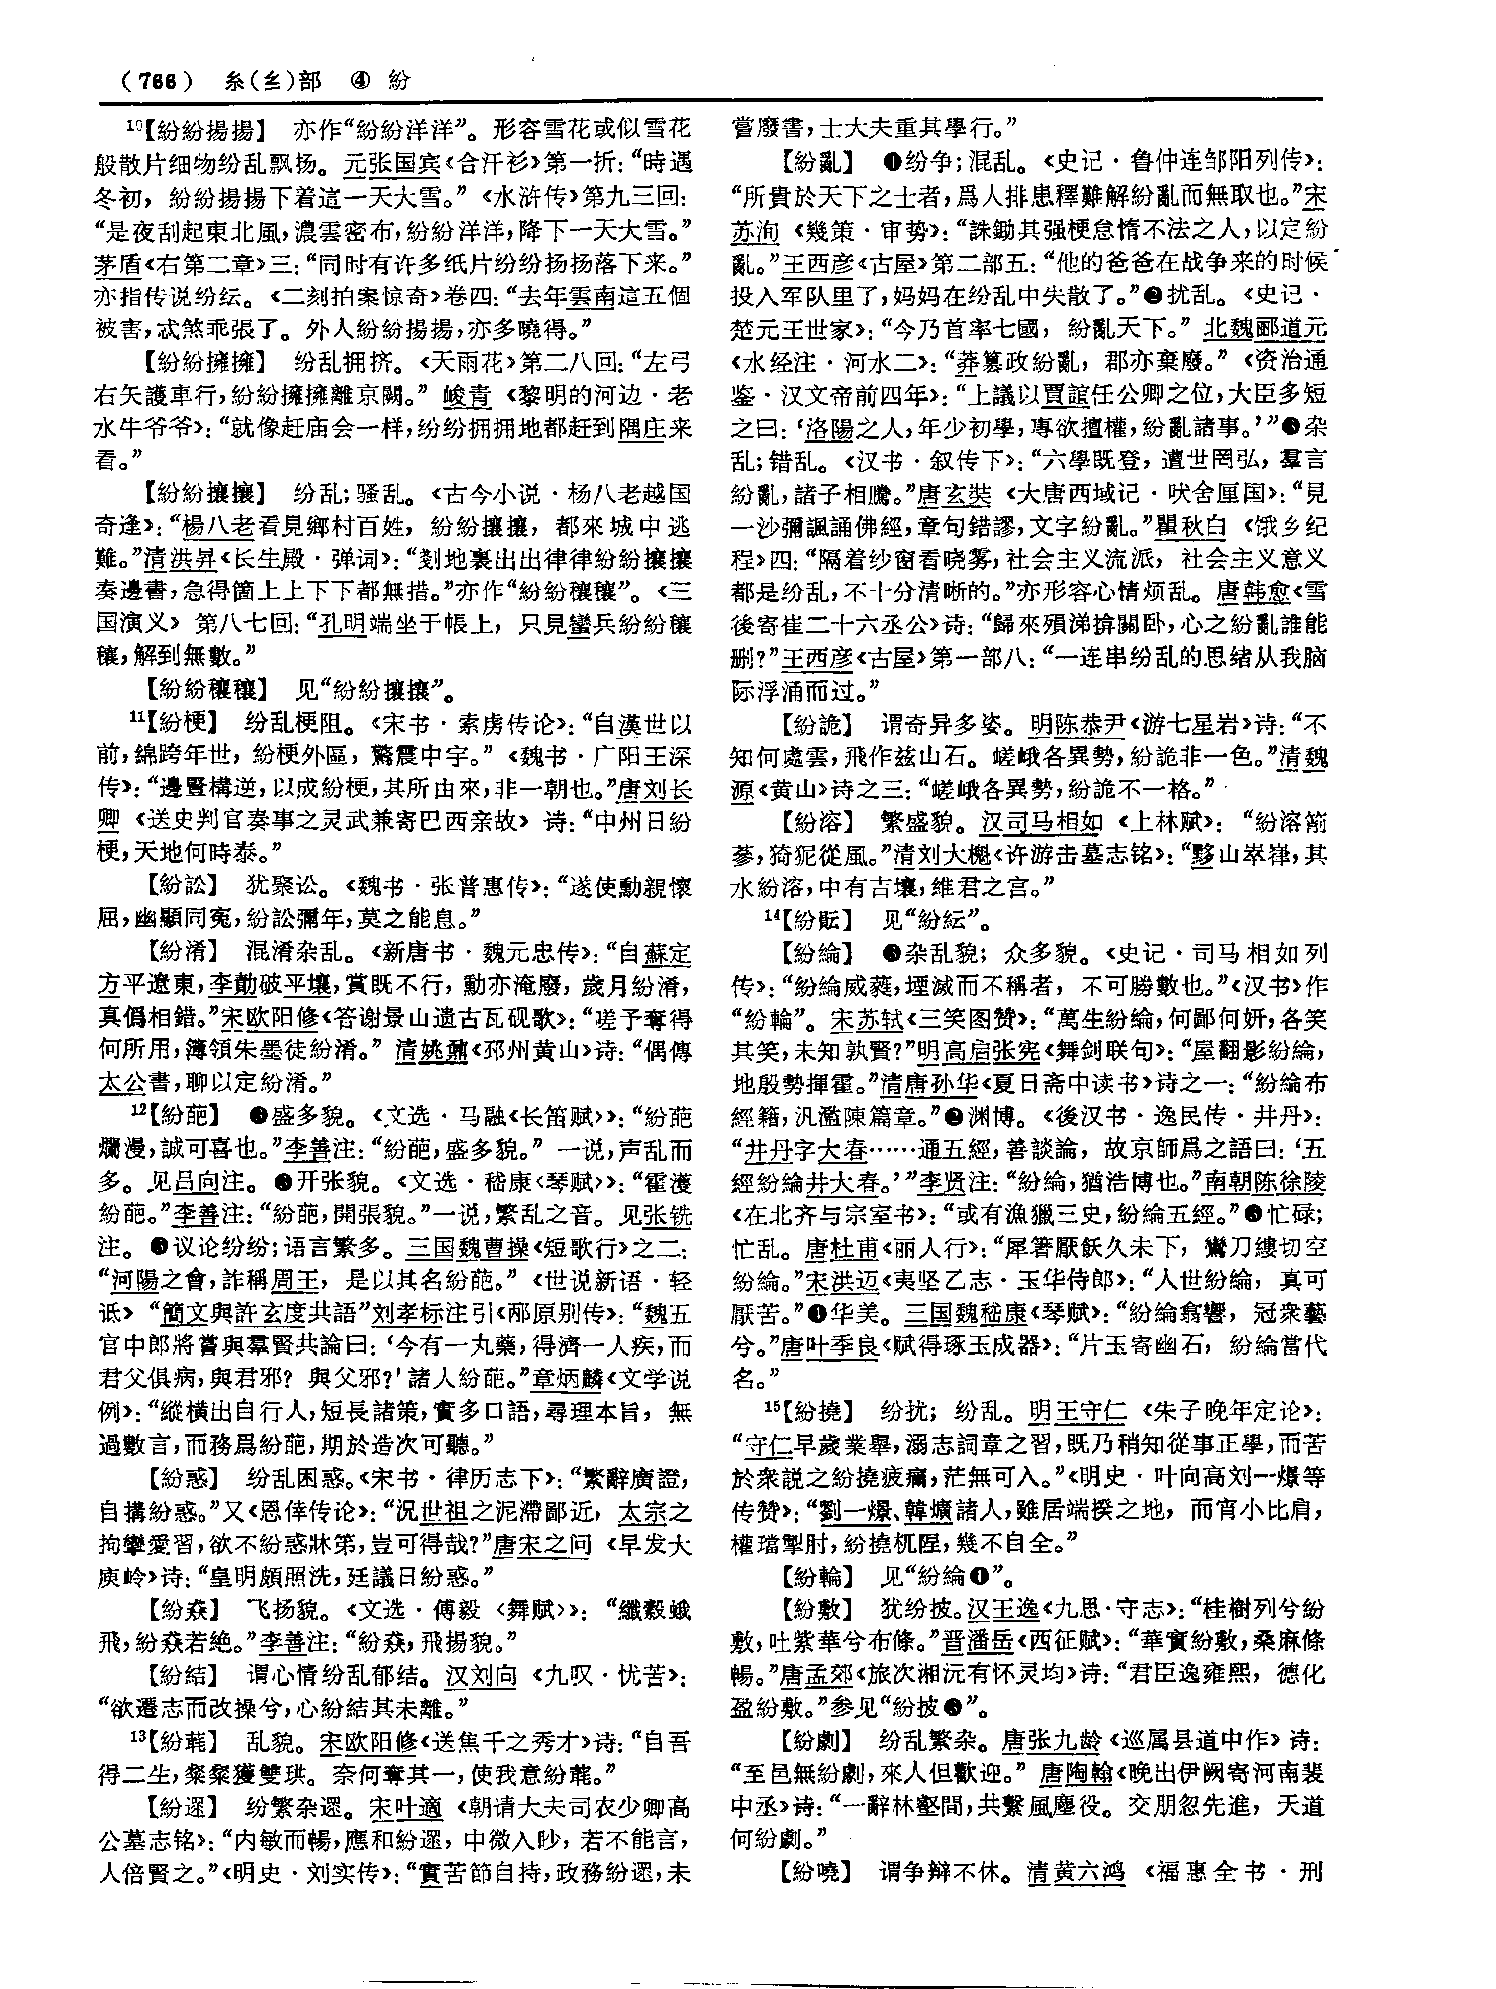 (766) 糸(糹)部 ④ 紛
10【紛紛揚揚】 亦作“紛紛洋洋”。形容雪花或似雪花
般散片细物纷乱飘扬。元张国宾《合汗衫》第一折：“時遇
冬初，紛紛揚揚下着這一天大雪。”《水浒传》第九三回：
“是夜刮起東北風，濃雲密布，紛紛洋洋，降下一天大雪。”
茅盾《右第二章》三：“同时有许多纸片纷纷扬扬落下来。”
亦指传说纷纭。《二刻拍案惊奇》卷四：“去年雲南這五個
被害，忒煞乖張了。外人紛紛揚揚，亦多曉得。”
【紛紛擁擁】 纷乱拥挤。《天雨花》第二八回：“左弓
右矢護車行，紛紛擁擁離京闕。”峻青《黎明的河边·老
水牛爷爷》：“就像赶庙会一样，纷纷拥拥地都赶到隅庄来
看。”
【紛紛攘攘】 纷乱；骚乱。《古今小说·杨八老越国
奇逢》：“楊八老看見鄉村百姓，紛紛攘攘，都來城中逃
難。”清洪昇《长生殿·弹词》：“剗地裏出出律律紛紛攘攘
奏邊書，急得箇上上下下都無措。”亦作“紛紛穰穰”。《三
国演义》第八七回：“孔明端坐于帳上，只見蠻兵紛紛穰
穰，解到無數。”
【紛紛穰穰】 见“紛紛攘攘”。
11【紛梗】 纷乱梗阻。《宋书·索虏传论》：“自漢世以
前，綿跨年世，紛梗外區，驚震中宇。”《魏书·广阳王深
传》：“邊豎構逆，以成紛梗，其所由來，非一朝也。”唐刘长
卿《送史判官奏事之灵武兼寄巴西亲故》诗：“中州日紛
梗，天地何時泰。”
【紛訟】 犹聚讼。《魏书·张普惠传》：“遂使勳親懷
屈，幽顯同冤，紛訟彌年，莫之能息。”
【紛淆】 混淆杂乱。《新唐书·魏元忠传》：“自蘇定
方平遼東，李勣破平壤，賞既不行，勳亦淹廢，歲月紛淆，
真僞相錯。”宋欧阳修《答谢景山遗古瓦砚歌》：“嗟予奪得
何所用，簿領朱墨徒紛淆。”清姚鼐《邳州黄山》诗：“偶傳
太公書，聊以定紛淆。”
12【紛葩】 ❶盛多貌。《文选·马融〈长笛赋〉》：“紛葩
爛漫，誠可喜也。”李善注：“紛葩，盛多貌。”一说，声乱而
多。见吕向注。❷开张貌。《文选·嵇康〈琴赋〉》：“霍濩
紛葩。”李善注：“紛葩，開張貌。”一说，繁乱之音。见张铣
注。❸议论纷纷；语言繁多。三国魏曹操《短歌行》之二：
“河陽之會，詐稱周王，是以其名紛葩。”《世说新语·轻
诋》“簡文與許玄度共語”刘孝标注引《邴原别传》：“魏五
官中郎將嘗與羣賢共論曰：‘今有一丸藥，得濟一人疾，而
君父俱病，與君邪？與父邪？’諸人紛葩。”章炳麟《文学说
例》：“縱横出自行人，短長諸策，實多口語，尋理本旨，無
過數言，而務爲紛葩，期於造次可聽。”
【紛惑】 纷乱困惑。《宋书·律历志下》：“繁辭廣證，
自搆紛惑。”又《恩倖传论》：“況世祖之泥滯鄙近，太宗之
拘攣愛習，欲不紛惑牀笫，豈可得哉？”唐宋之问《早发大
庾岭》诗：“皇明頗照洗，廷議日紛惑。”
【紛猋】 飞扬貌。《文选·傅毅〈舞赋〉》：“纖縠蛾
飛，紛猋若絶。”李善注：“紛猋，飛揚貌。”
【紛結】 谓心情纷乱郁结。汉刘向《九叹·忧苦》：
“欲遷志而改操兮，心紛結其未離。”
13【紛毦】 乱貌。宋欧阳修《送焦千之秀才》诗：“自吾
得二生，粲粲獲雙珙。奈何奪其一，使我意紛毦。”
【紛遝】 纷繁杂遝。宋叶適《朝请大夫司农少卿高
公墓志铭》：“内敏而暢，應和紛遝，中微入眇，若不能言，
人倍賢之。”《明史·刘实传》：“實苦節自持，政務紛遝，未
嘗廢書，士大夫重其學行。”
【紛亂】 ❶纷争；混乱。《史记·鲁仲连邹阳列传》：
“所貴於天下之士者，爲人排患釋難解紛亂而無取也。”宋
苏洵《幾策·审势》：“誅鋤其强梗怠惰不法之人，以定紛
亂。”王西彦《古屋》第二部五：“他的爸爸在战争来的时候
投入军队里了，妈妈在纷乱中失散了。”❷扰乱。《史记·
楚元王世家》：“今乃首率七國，紛亂天下。”北魏郦道元
《水经注·河水二》：“莽篡政紛亂，郡亦棄廢。”《资治通
鉴·汉文帝前四年》：“上議以賈誼任公卿之位，大臣多短
之曰：‘洛陽之人，年少初學，專欲擅權，紛亂諸事。’”❸杂
乱；错乱。《汉书·叙传下》：“六學既登，遭世罔弘，羣言
紛亂，諸子相騰。”唐玄奘《大唐西域记·吠舍厘国》：“見
一沙彌諷誦佛經，章句錯謬，文字紛亂。”瞿秋白《饿乡纪
程》四：“隔着纱窗看晓雾，社会主义流派，社会主义意义
都是纷乱，不十分清晰的。”亦形容心情烦乱。唐韩愈《雪
後寄崔二十六丞公》诗：“歸來殞涕揜關卧，心之紛亂誰能
删？”王西彦《古屋》第一部八：“一连串纷乱的思绪从我脑
际浮涌而过。”
【紛詭】 谓奇异多姿。明陈恭尹《游七星岩》诗：“不
知何處雲，飛作兹山石。嵯峨各異勢，紛詭非一色。”清魏
源《黄山》诗之三：“嵯峨各異勢，紛詭不一格。”
【紛溶】 繁盛貌。汉司马相如《上林赋》：“紛溶箾
蔘，猗狔從風。”清刘大櫆《许游击墓志铭》：“黟山崒嵂，其
水紛溶，中有吉壤，維君之宫。”
14【紛䀕】 见“紛紜”。
【紛綸】 ❶杂乱貌；众多貌。《史记·司马相如列
传》：“紛綸威蕤，堙滅而不稱者，不可勝數也。”《汉书》作
“紛輪”。宋苏轼《三笑图赞》：“萬生紛綸，何鄙何妍，各笑
其笑，未知孰賢？”明高启张宪《舞剑联句》：“屋翻影紛綸，
地殷勢揮霍。”清唐孙华《夏日斋中读书》诗之一：“紛綸布
經籍，汎濫陳篇章。”❷渊博。《後汉书·逸民传·井丹》：
“井丹字大春……通五經，善談論，故京師爲之語曰：‘五
經紛綸井大春。’”李贤注：“紛綸，猶浩博也。”南朝陈徐陵
《在北齐与宗室书》：“或有漁獵三史，紛綸五經。”❸忙碌；
忙乱。唐杜甫《丽人行》：“犀箸厭飫久未下，鸞刀縷切空
紛綸。”宋洪迈《夷坚乙志·玉华侍郎》：“人世紛綸，真可
厭苦。”❹华美。三国魏嵇康《琴赋》：“紛綸翕響，冠衆藝
兮。”唐叶季良《赋得琢玉成器》：“片玉寄幽石，紛綸當代
名。”
15【紛撓】 纷扰；纷乱。明王守仁《朱子晚年定论》：
“守仁早歲業舉，溺志詞章之習，既乃稍知從事正學，而苦
於衆説之紛撓疲薾，茫無可入。”《明史·叶向高刘一燝等
传赞》：“劉一燝、韓爌諸人，雖居端揆之地，而宵小比肩，
權璫掣肘，紛撓杌隉，幾不自全。”
【紛輪】 见“紛綸❶”。
【紛敷】 犹纷披。汉王逸《九思·守志》：“桂樹列兮紛
敷，吐紫華兮布條。”晋潘岳《西征赋》：“華實紛敷，桑麻條
暢。”唐孟郊《旅次湘沅有怀灵均》诗：“君臣逸雍熙，德化
盈紛敷。”参见“紛披❸”。
【紛劇】 纷乱繁杂。唐张九龄《巡属县道中作》诗：
“至邑無紛劇，來人但歡迎。”唐陶翰《晚出伊阙寄河南裴
中丞》诗：“一辭林壑間，共繫風塵役。交朋忽先進，天道
何紛劇。”
【紛嘵】 谓争辩不休。清黄六鸿《福惠全书·刑